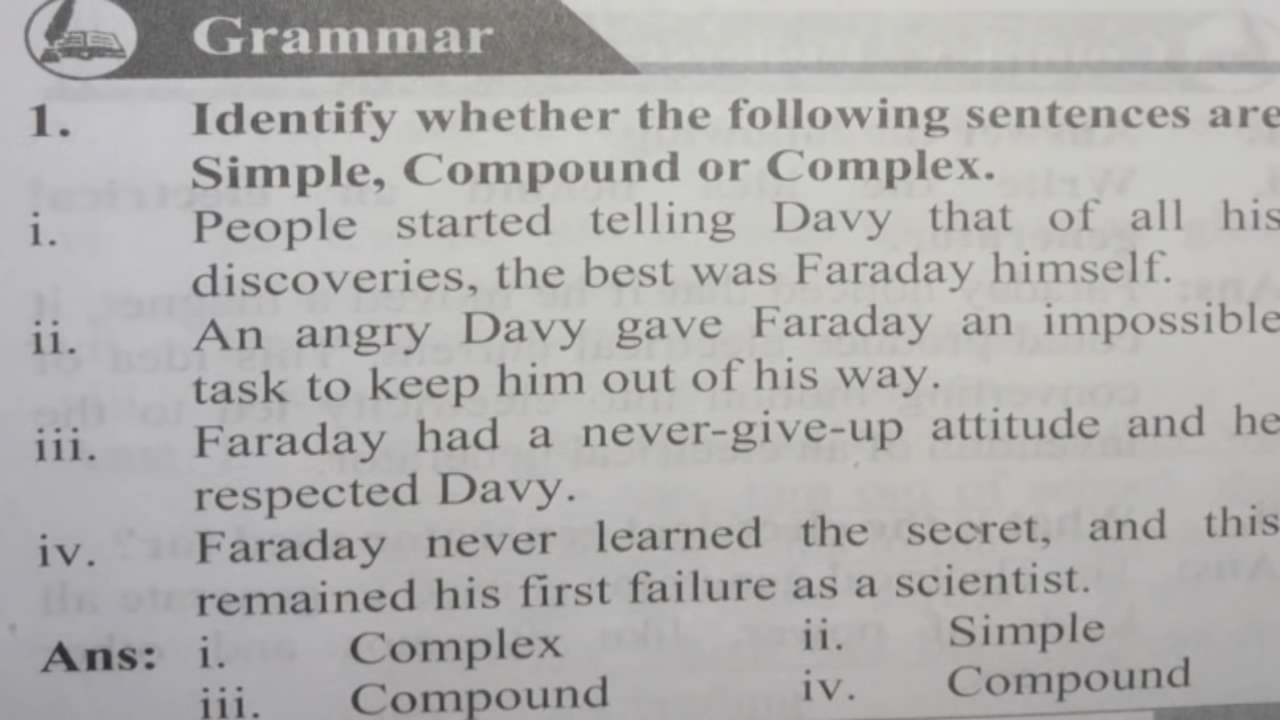 Grammar
1. Identify whether the following sentences are
Simple, Compound or Complex.
i. People started telling Davy that of all his
discoveries, the best was Faraday himself.
ii. An angry Davy gave Faraday an impossible
task to keep him out of his way.
iii. Faraday had a never-give-up attitude and he
respected Davy.
iv. Faraday never learned the secret, and this
remained his first failure as a scientist.
Ans: i. Complex ii. Simple
iii. Compound iv. Compound